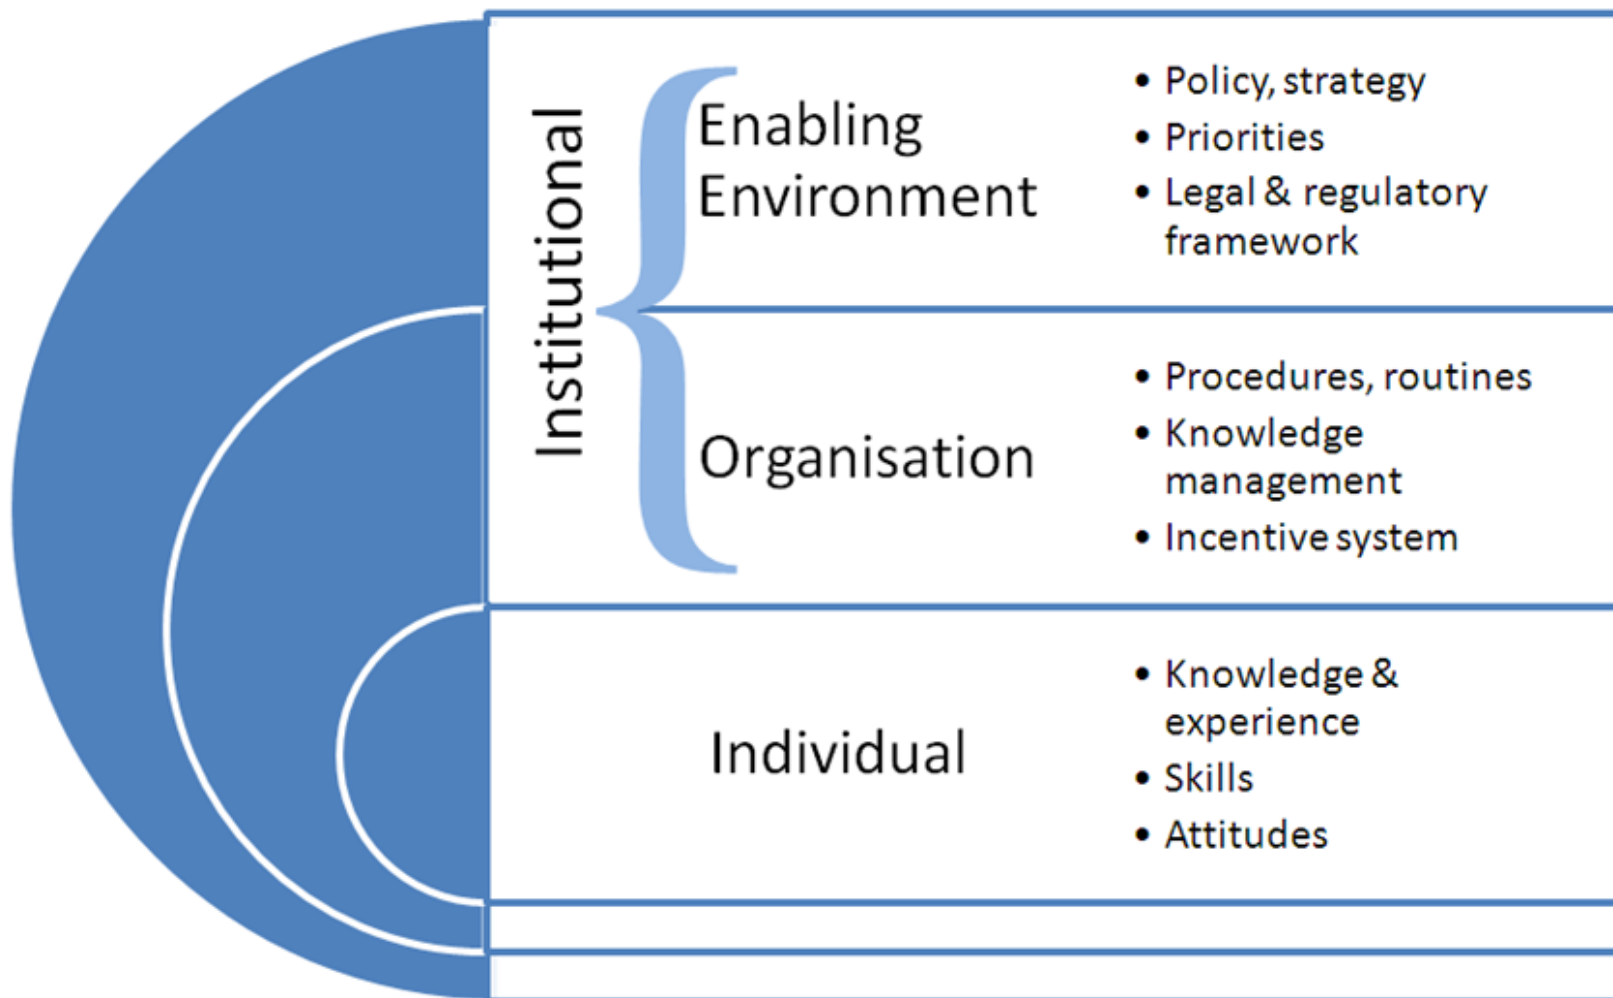 Institutional
Enabling
Environment
• Policy, strategy
• Priorities
• Legal & regulatory
framework
Organisation
• Procedures, routines
• Knowledge
management
• Incentive system
Individual
• Knowledge &
experience
• Skills
• Attitudes